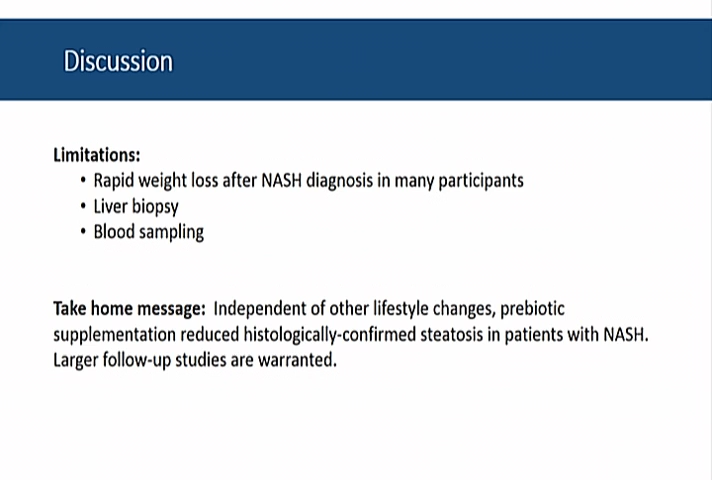 Discussion
Limitations:
• Rapid weight loss after NASH diagnosis in many participants
• Liver biopsy
• Blood sampling
Take home message: Independent of other lifestyle changes, prebiotic
supplementation reduced histologically-confirmed steatosis in patients with NASH.
Larger follow-up studies are warranted.